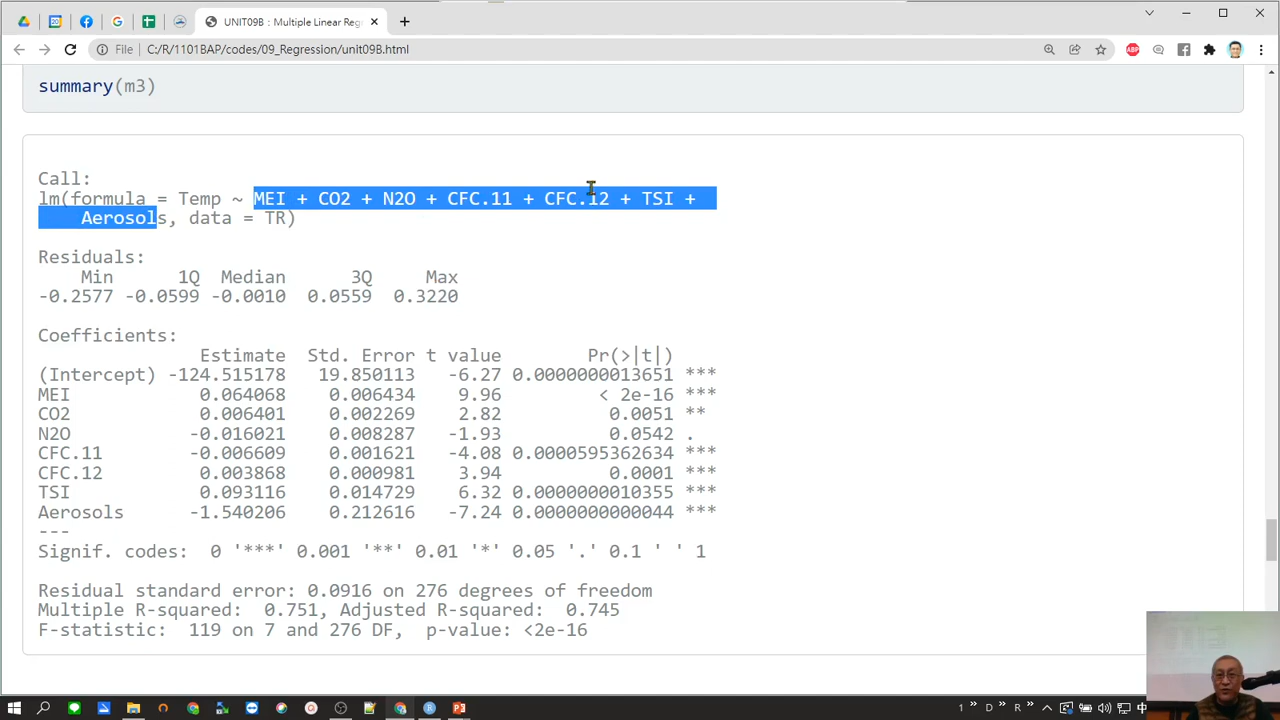 UNIT09B : Multiple Linear Reg
File C:/R/1101BAP/codes/09_Regression/unit09B.html
summary(m3)
Call:
lm(formula = Temp ~ MEI + CO2 + N2O + CFC.11 + CFC.12 + TSI +
Aerosols, data = TR)
Residuals:
Min 1Q Median 3Q Max
-0.2577 -0.0599 -0.0010 0.0559 0.3220
Coefficients:
Estimate Std. Error t value Pr(>|t|)
(Intercept) -124.515178 19.850113 -6.27 0.0000000013651 ***
MEI 0.064068 0.006434 9.96 < 2e-16 ***
CO2 0.006401 0.002269 2.82 0.0051 **
N2O -0.016021 0.008287 -1.93 0.0542 .
CFC.11 -0.006609 0.001621 -4.08 0.0000595362634 ***
CFC.12 0.003868 0.000981 3.94 0.0001 ***
TSI 0.093116 0.014729 6.32 0.0000000010355 ***
Aerosols -1.540206 0.212616 -7.24 0.0000000000044 ***
---
Signif. codes: 0 '***' 0.001 '**' 0.01 '*' 0.05 '.' 0.1 ' ' 1
Residual standard error: 0.0916 on 276 degrees of freedom
Multiple R-squared: 0.751, Adjusted R-squared: 0.745
F-statistic: 119 on 7 and 276 DF, p-value: <2e-16
1 » D » R » 中